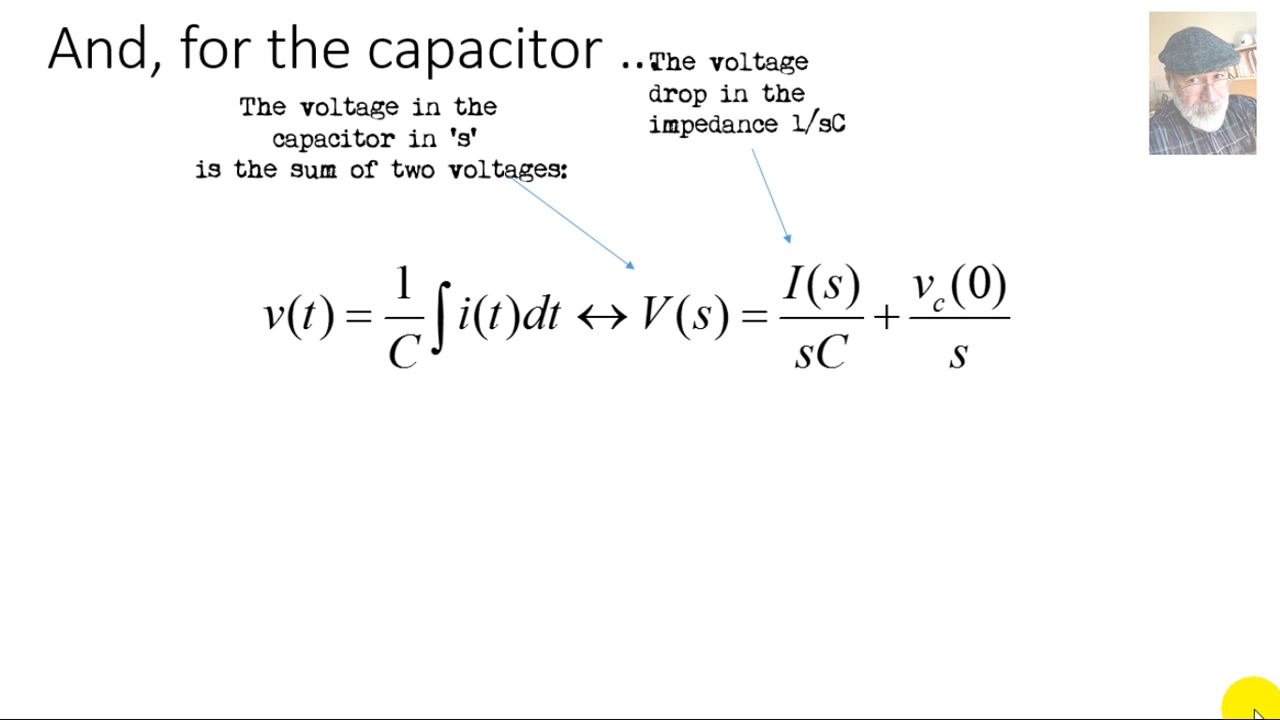 And, for the capacitor ...
The voltage in the
capacitor in 's'
is the sum of two voltages:
The voltage
drop in the
impedance 1/sC
v(t) = 1/C ∫ i(t)dt ↔ V(s) = I(s)/sC + v_c(0)/s